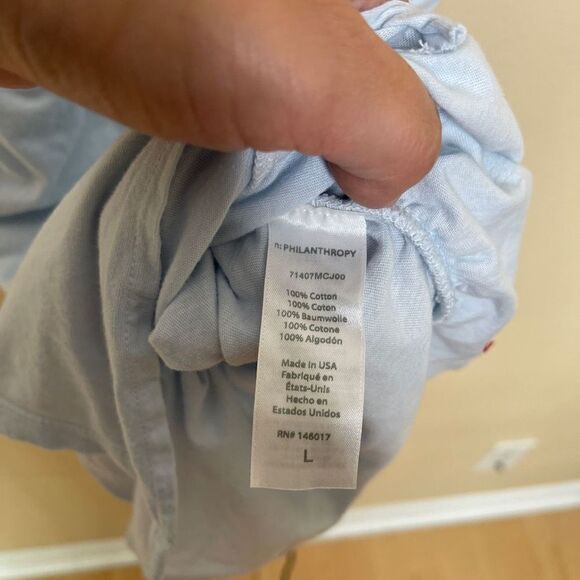 n:PHILANTHROPY
71407MCJ00
100% Cotton
100% Coton
100% Baumwolle
100% Cotone
100% Algodón
Made in USA
Fabriqué en
États-Unis
Hecho en
Estados Unidos
RN# 146017
L